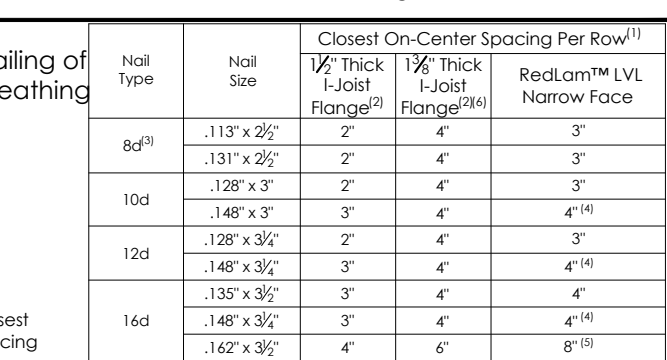 ailing of
eathing
Nail Type
Nail Size
Closest On-Center Spacing Per Row(1)
1½" Thick I-Joist Flange(2)
1⅜" Thick I-Joist Flange(2)(6)
RedLam™ LVL Narrow Face
8d(3) .113" x 2½" 2" 4" 3"
.131" x 2½" 2" 4" 3"
10d .128" x 3" 2" 4" 3"
.148" x 3" 3" 4" 4" (4)
12d .128" x 3¼" 2" 4" 3"
.148" x 3¼" 3" 4" 4" (4)
16d .135" x 3½" 3" 4" 4"
.148" x 3¼" 3" 4" 4" (4)
.162" x 3½" 4" 6" 8" (5)
sest
cing